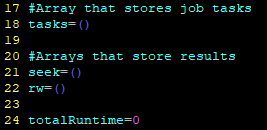 17 #Array that stores job tasks
18 tasks=()
19
20 #Arrays that store results
21 seek=()
22 rw=()
23
24 totalRuntime=0